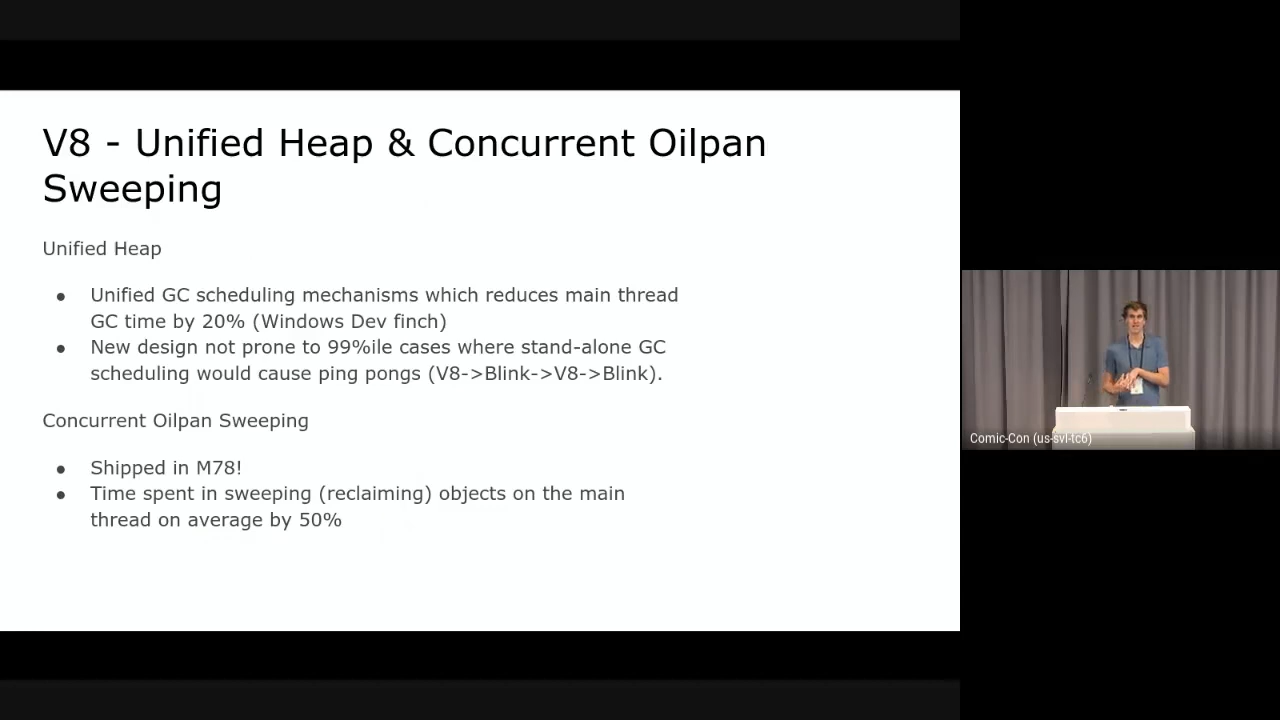 V8 - Unified Heap & Concurrent Oilpan
Sweeping
Unified Heap
● Unified GC scheduling mechanisms which reduces main thread
GC time by 20% (Windows Dev finch)
● New design not prone to 99%ile cases where stand-alone GC
scheduling would cause ping pongs (V8->Blink->V8->Blink).
Concurrent Oilpan Sweeping
● Shipped in M78!
● Time spent in sweeping (reclaiming) objects on the main
thread on average by 50%
Comic-Con (us-svl-tc6)